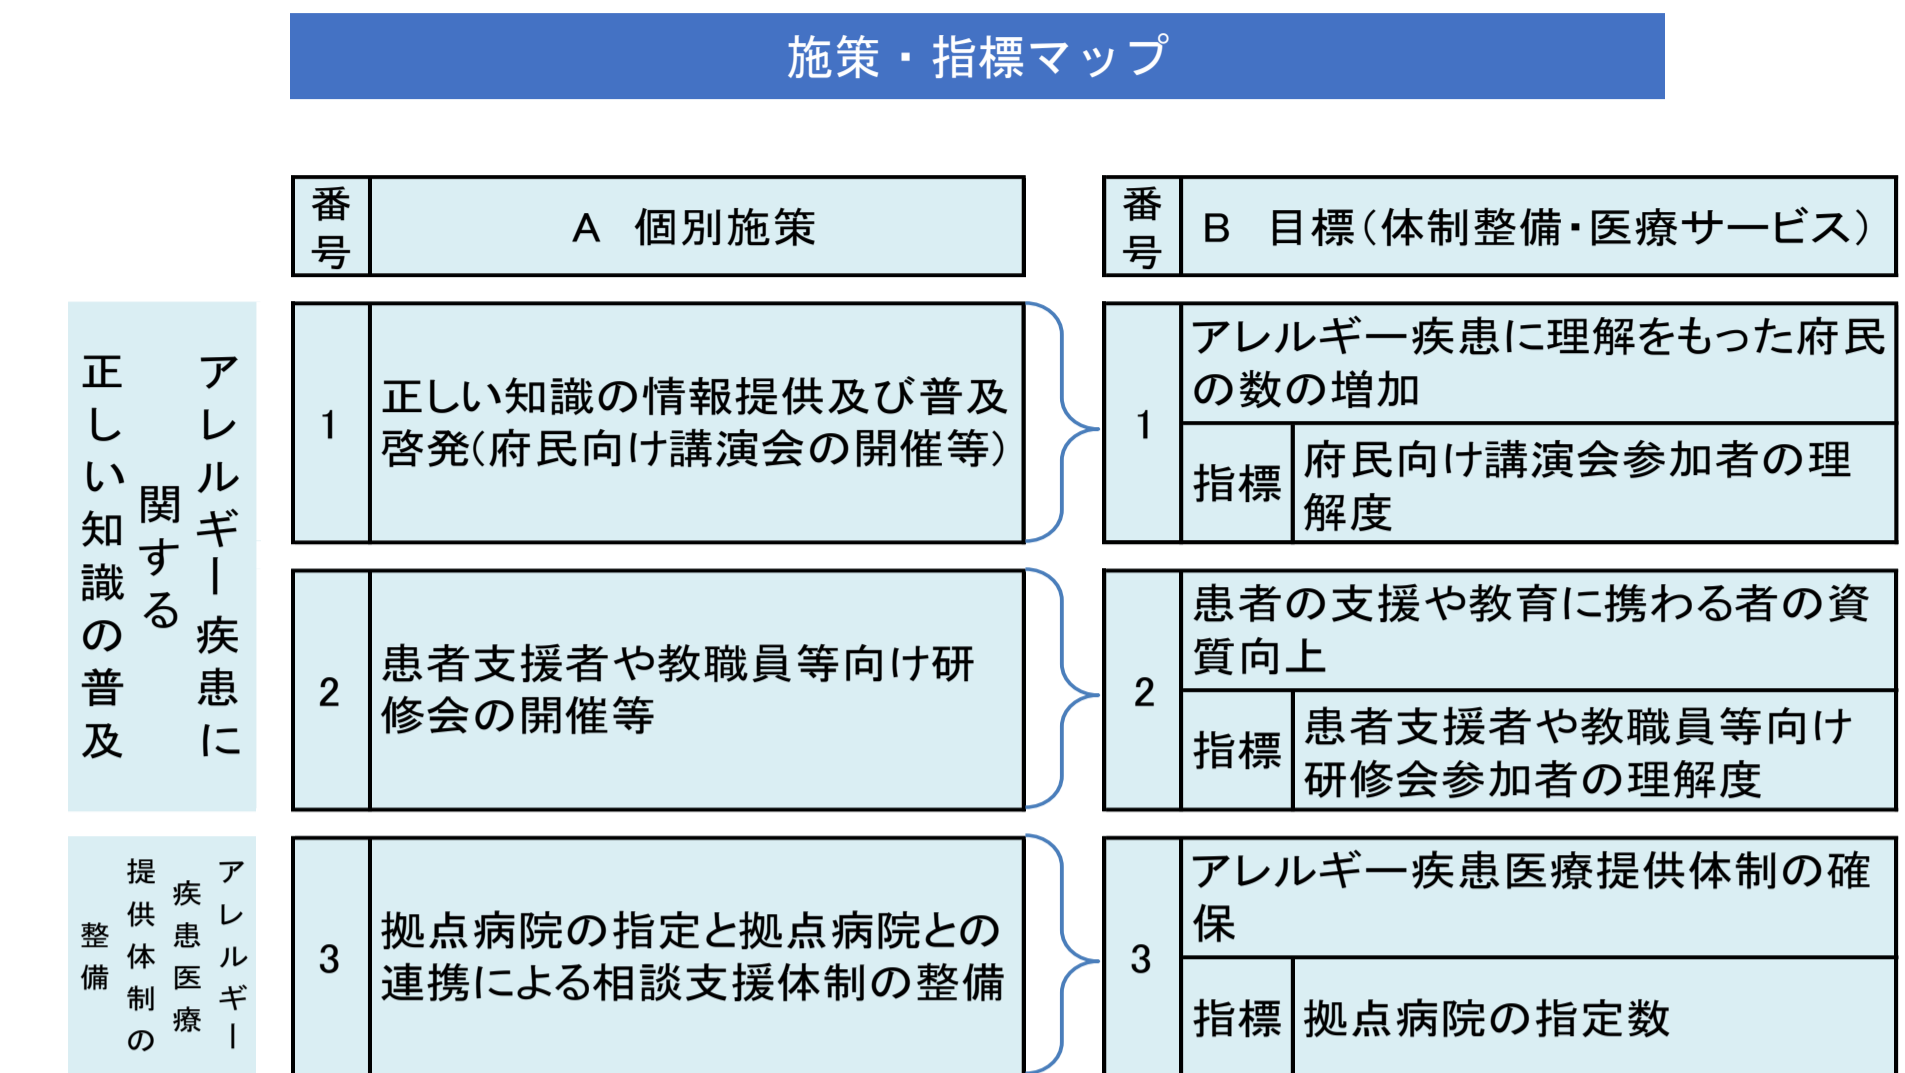 施策・指標マップ
番号
A　個別施策
番号
B　目標（体制整備・医療サービス）
アレルギー疾患に
関する
正しい知識の普及
1
正しい知識の情報提供及び普及
啓発（府民向け講演会の開催等）
1
アレルギー疾患に理解をもった府民
の数の増加
指標
府民向け講演会参加者の理
解度
2
患者支援者や教職員等向け研
修会の開催等
2
患者の支援や教育に携わる者の資
質向上
指標
患者支援者や教職員等向け
研修会参加者の理解度
アレルギー
疾患医療
提供体制の
整備
3
拠点病院の指定と拠点病院との
連携による相談支援体制の整備
3
アレルギー疾患医療提供体制の確
保
指標
拠点病院の指定数